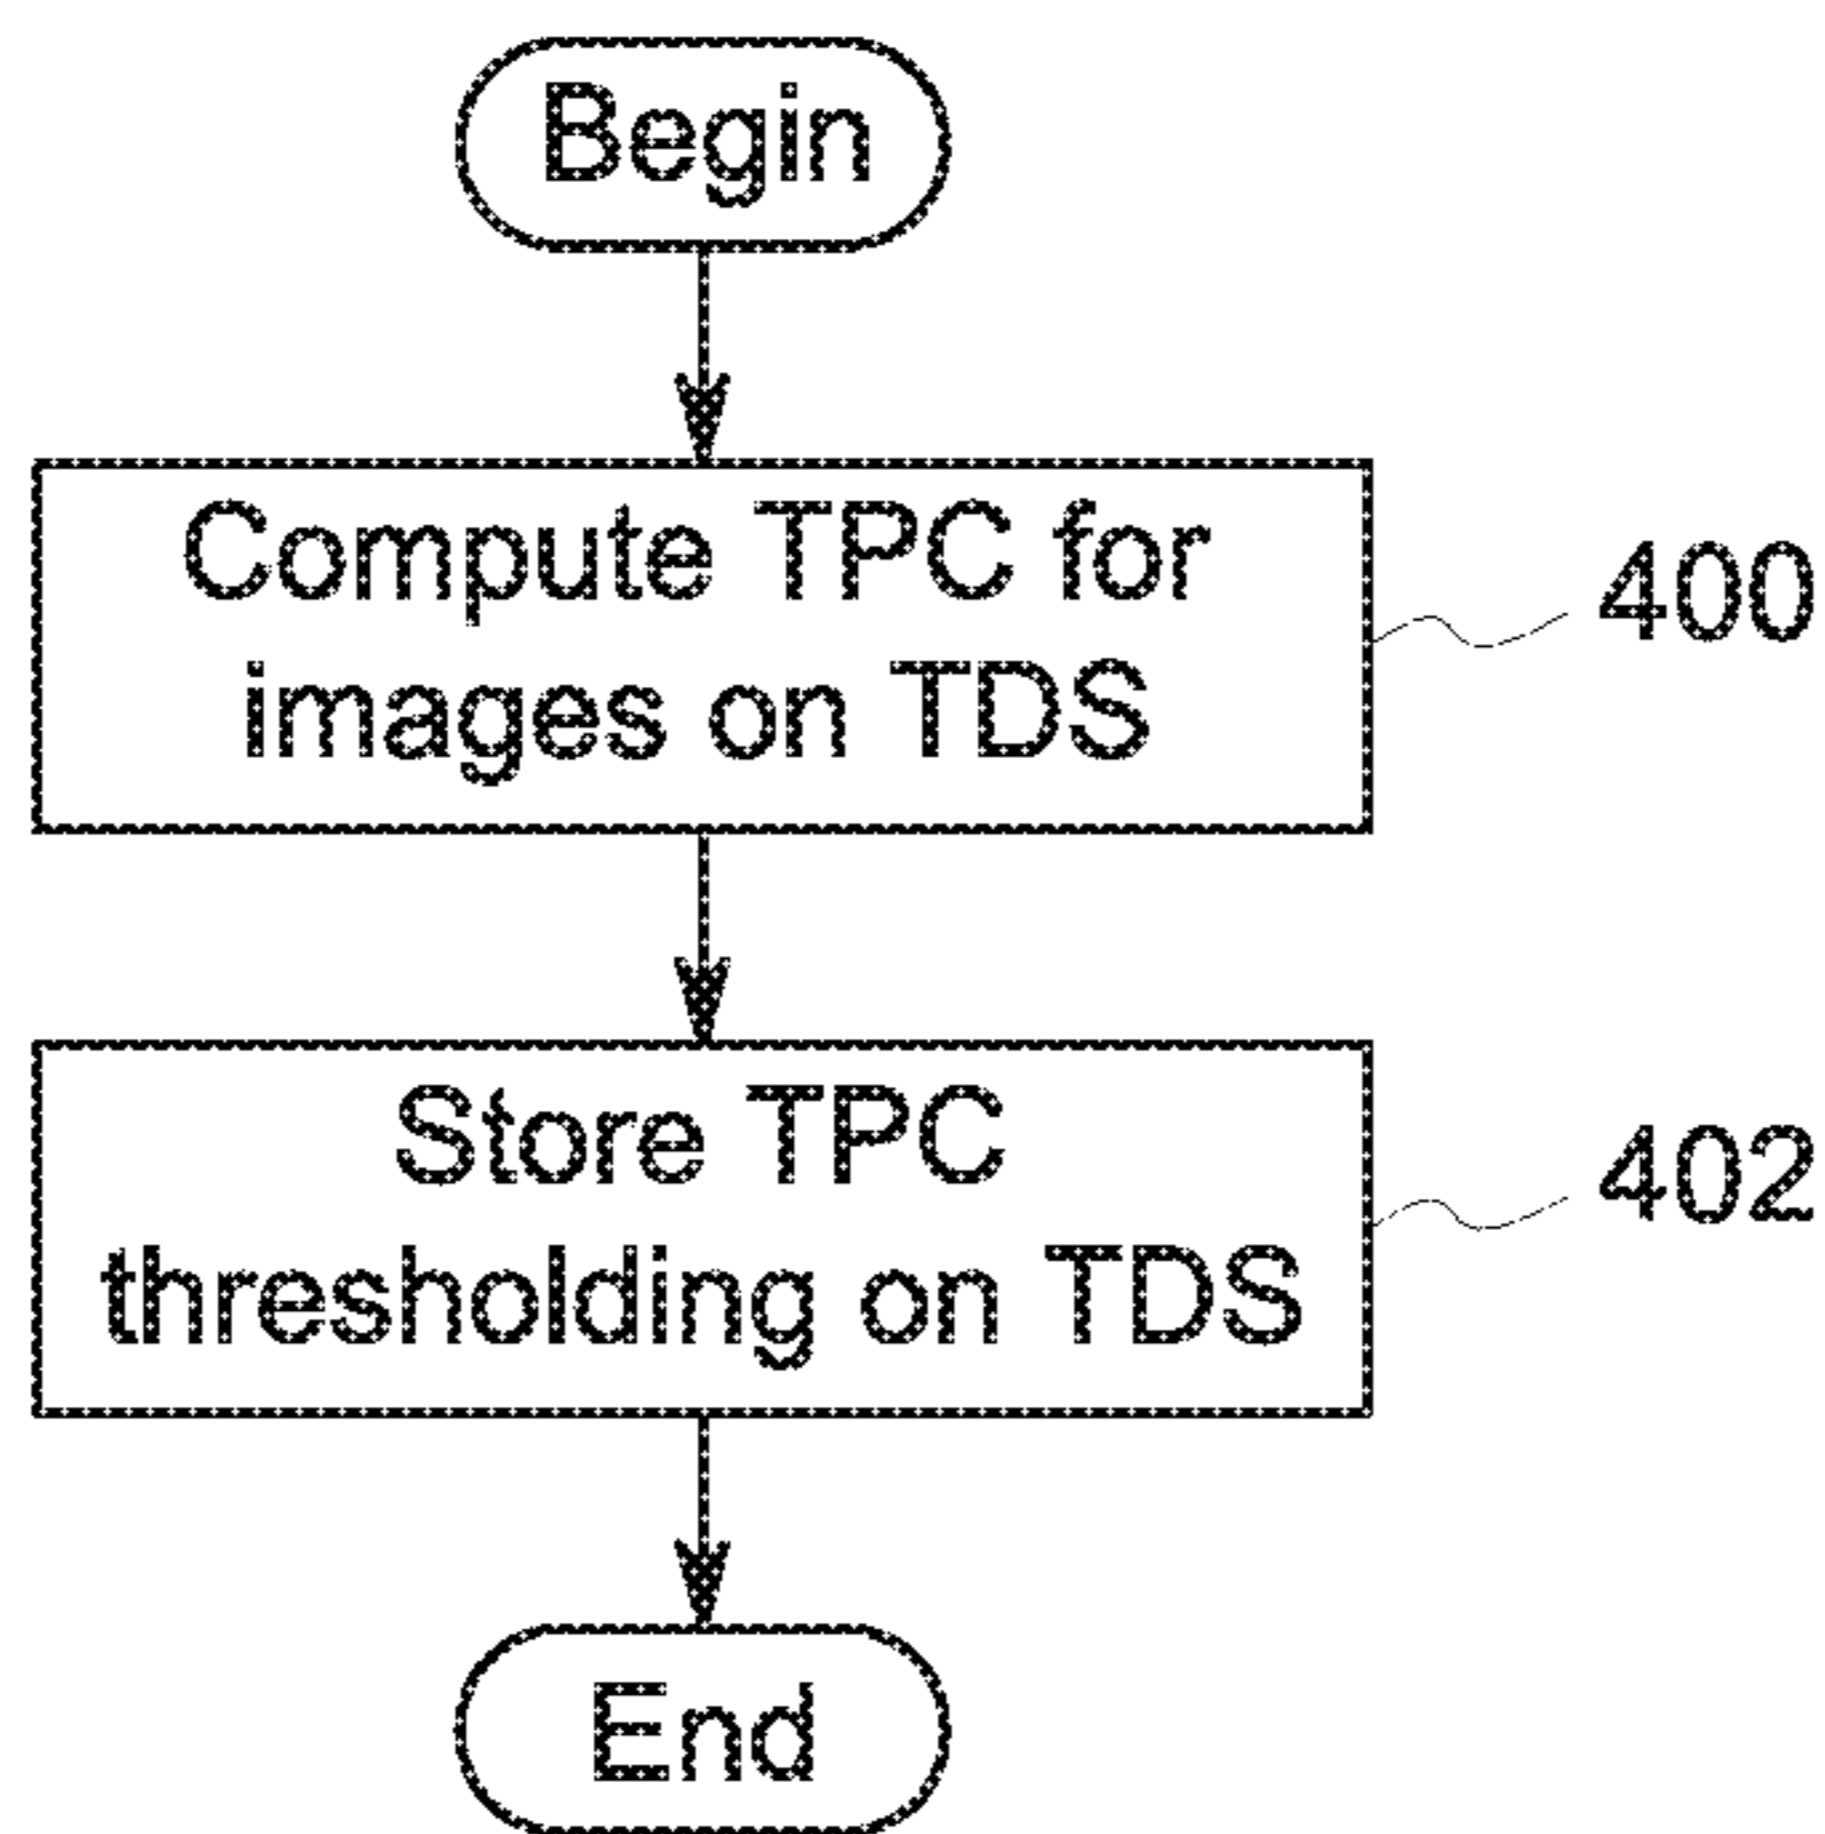 Begin
Compute TPC for
images on TDS
400
Store TPC
thresholding on TDS
402
End